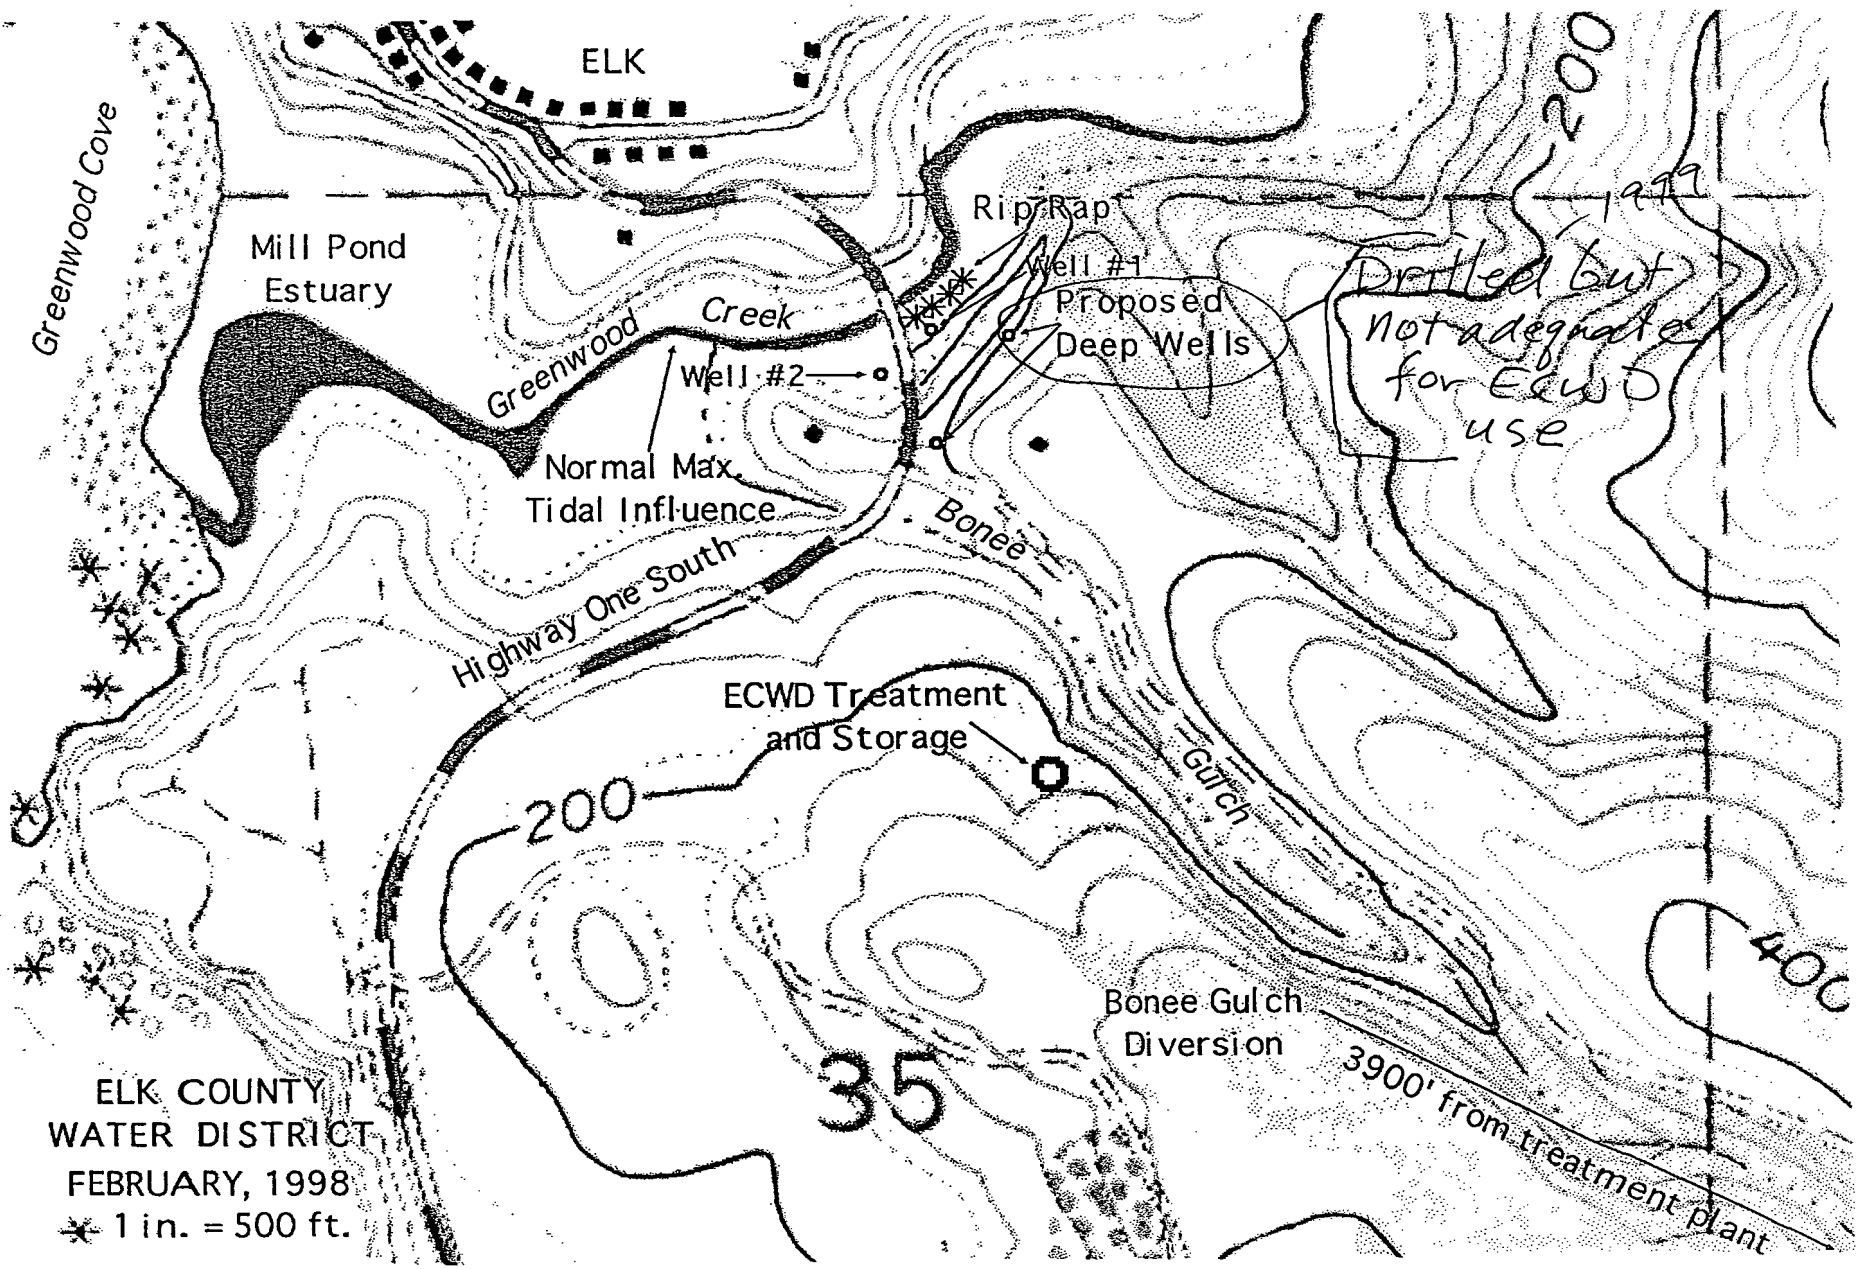 ELK
200
Greenwood Cove
1999
Rip Rap
Mill Pond
Estuary
Well #1
Proposed
Deep Wells
Drilled but
not adequate
for ECWD
use
Greenwood Creek
Well #2
Normal Max.
Tidal Influence
Bonee Gulch
Highway One South
ECWD Treatment
and Storage
200
400
Bonee Gulch
Diversion
35
3900' from treatment plant
ELK COUNTY
WATER DISTRICT
FEBRUARY, 1998
1 in. = 500 ft.